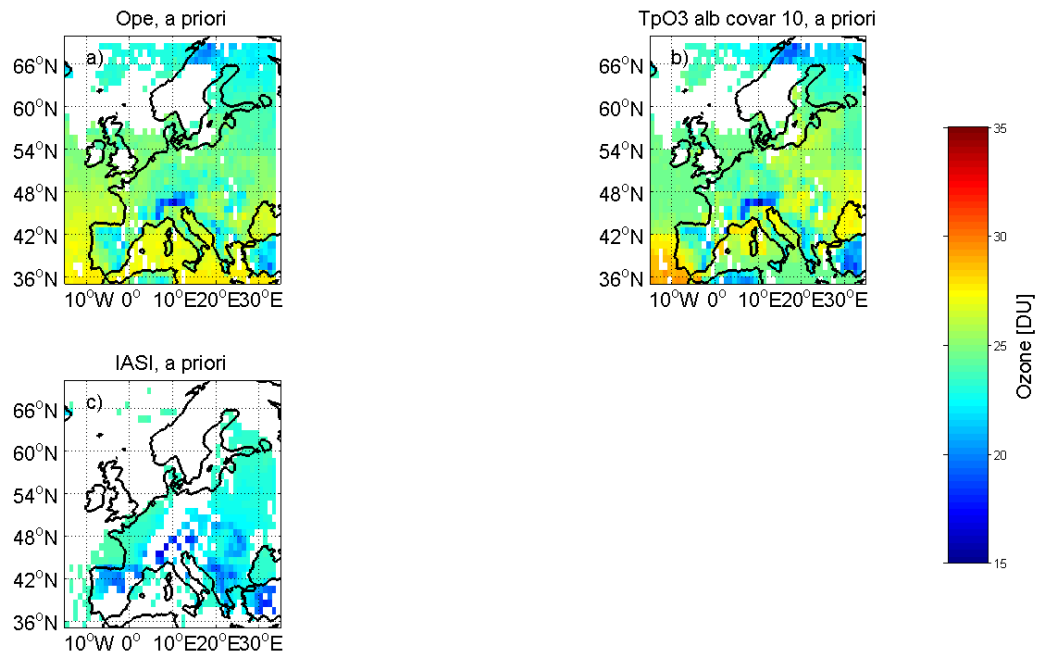 Ope, a priori
TpO3 alb covar 10, a priori
a)
66°N
60°N
54°N
48°N
42°N
36°N
10°W 0° 10°E20°E30°E
b)
66°N
60°N
54°N
48°N
42°N
36°N
10°W 0° 10°E20°E30°E
35
30
25
20
15
Ozone [DU]
IASI, a priori
c)
66°N
60°N
54°N
48°N
42°N
36°N
10°W 0° 10°E20°E30°E